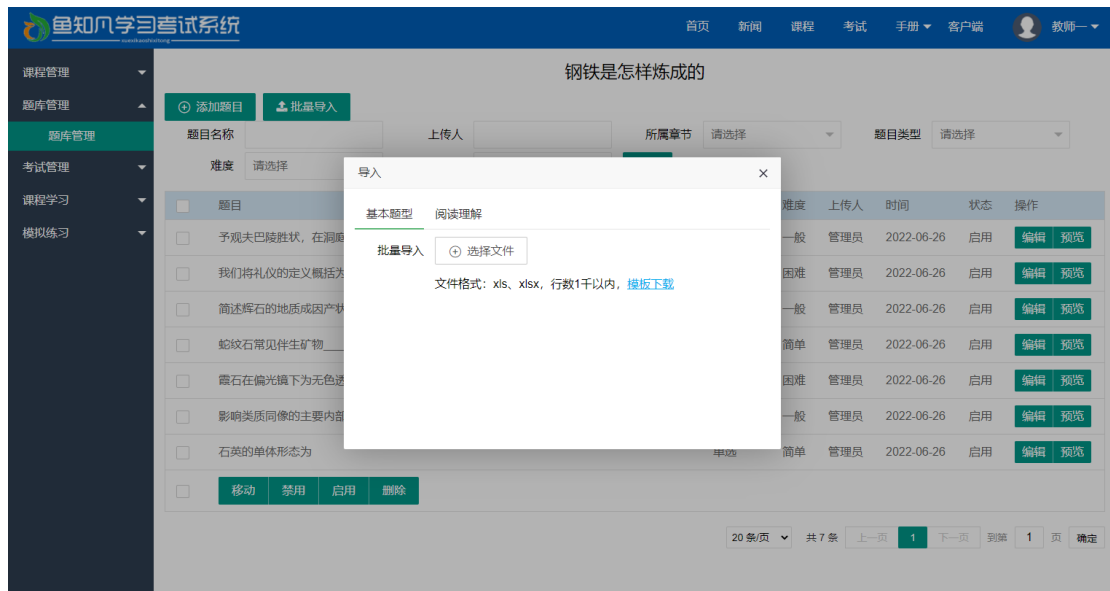 鱼知凡学习考试系统
首页 新闻 课程 考试 手册 客户端 教师一
课程管理
题库管理
题库管理
考试管理
课程学习
模拟练习
钢铁是怎样炼成的
添加题目 批量导入
题目名称 上传人 所属章节 请选择 题目类型 请选择
难度 请选择
导入
基本题型 阅读理解
批量导入 选择文件
文件格式：xls、xlsx，行数1千以内，模板下载
题目 难度 上传人 时间 状态 操作
予观夫巴陵胜状，在洞庭 一般 管理员 2022-06-26 启用 编辑 预览
我们将礼仪的定义概括为 困难 管理员 2022-06-26 启用 编辑 预览
简述辉石的地质成因产状 一般 管理员 2022-06-26 启用 编辑 预览
蛇纹石常见伴生矿物___ 简单 管理员 2022-06-26 启用 编辑 预览
霞石在偏光镜下为无色透 困难 管理员 2022-06-26 启用 编辑 预览
影响类质同像的主要内部 一般 管理员 2022-06-26 启用 编辑 预览
石英的单体形态为 单选 简单 管理员 2022-06-26 启用 编辑 预览
移动 禁用 启用 删除
20 条/页 共 7 条 上一页 1 下一页 到第 1 页 确定